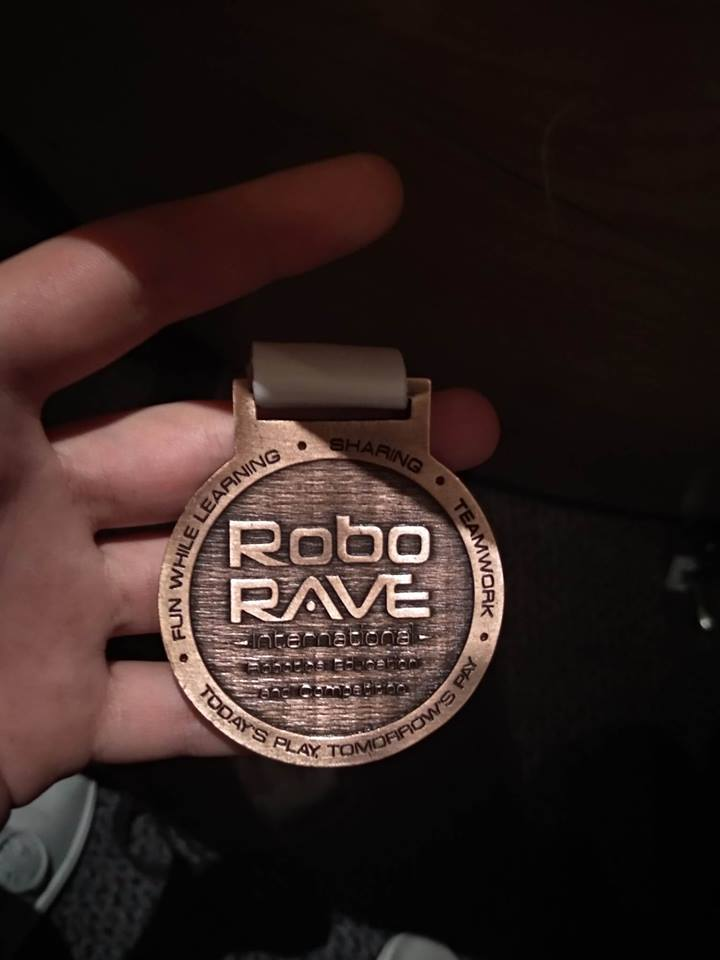 FUN WHILE LEARNING • SHARING • TEAMWORK •
Robo
RAVE
International
Robotics Education
and Competition
TODAY'S PLAY, TOMORROW'S PAY •